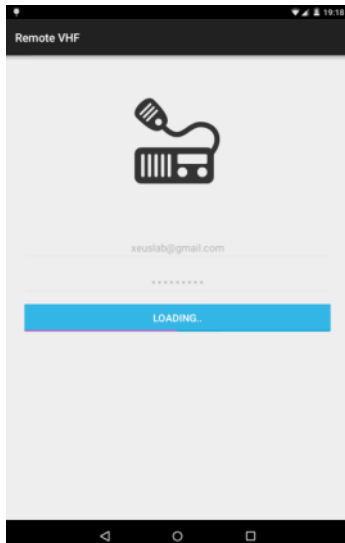 19:18
Remote VHF
xeuslab@gmail.com
•••••••••
LOADING..